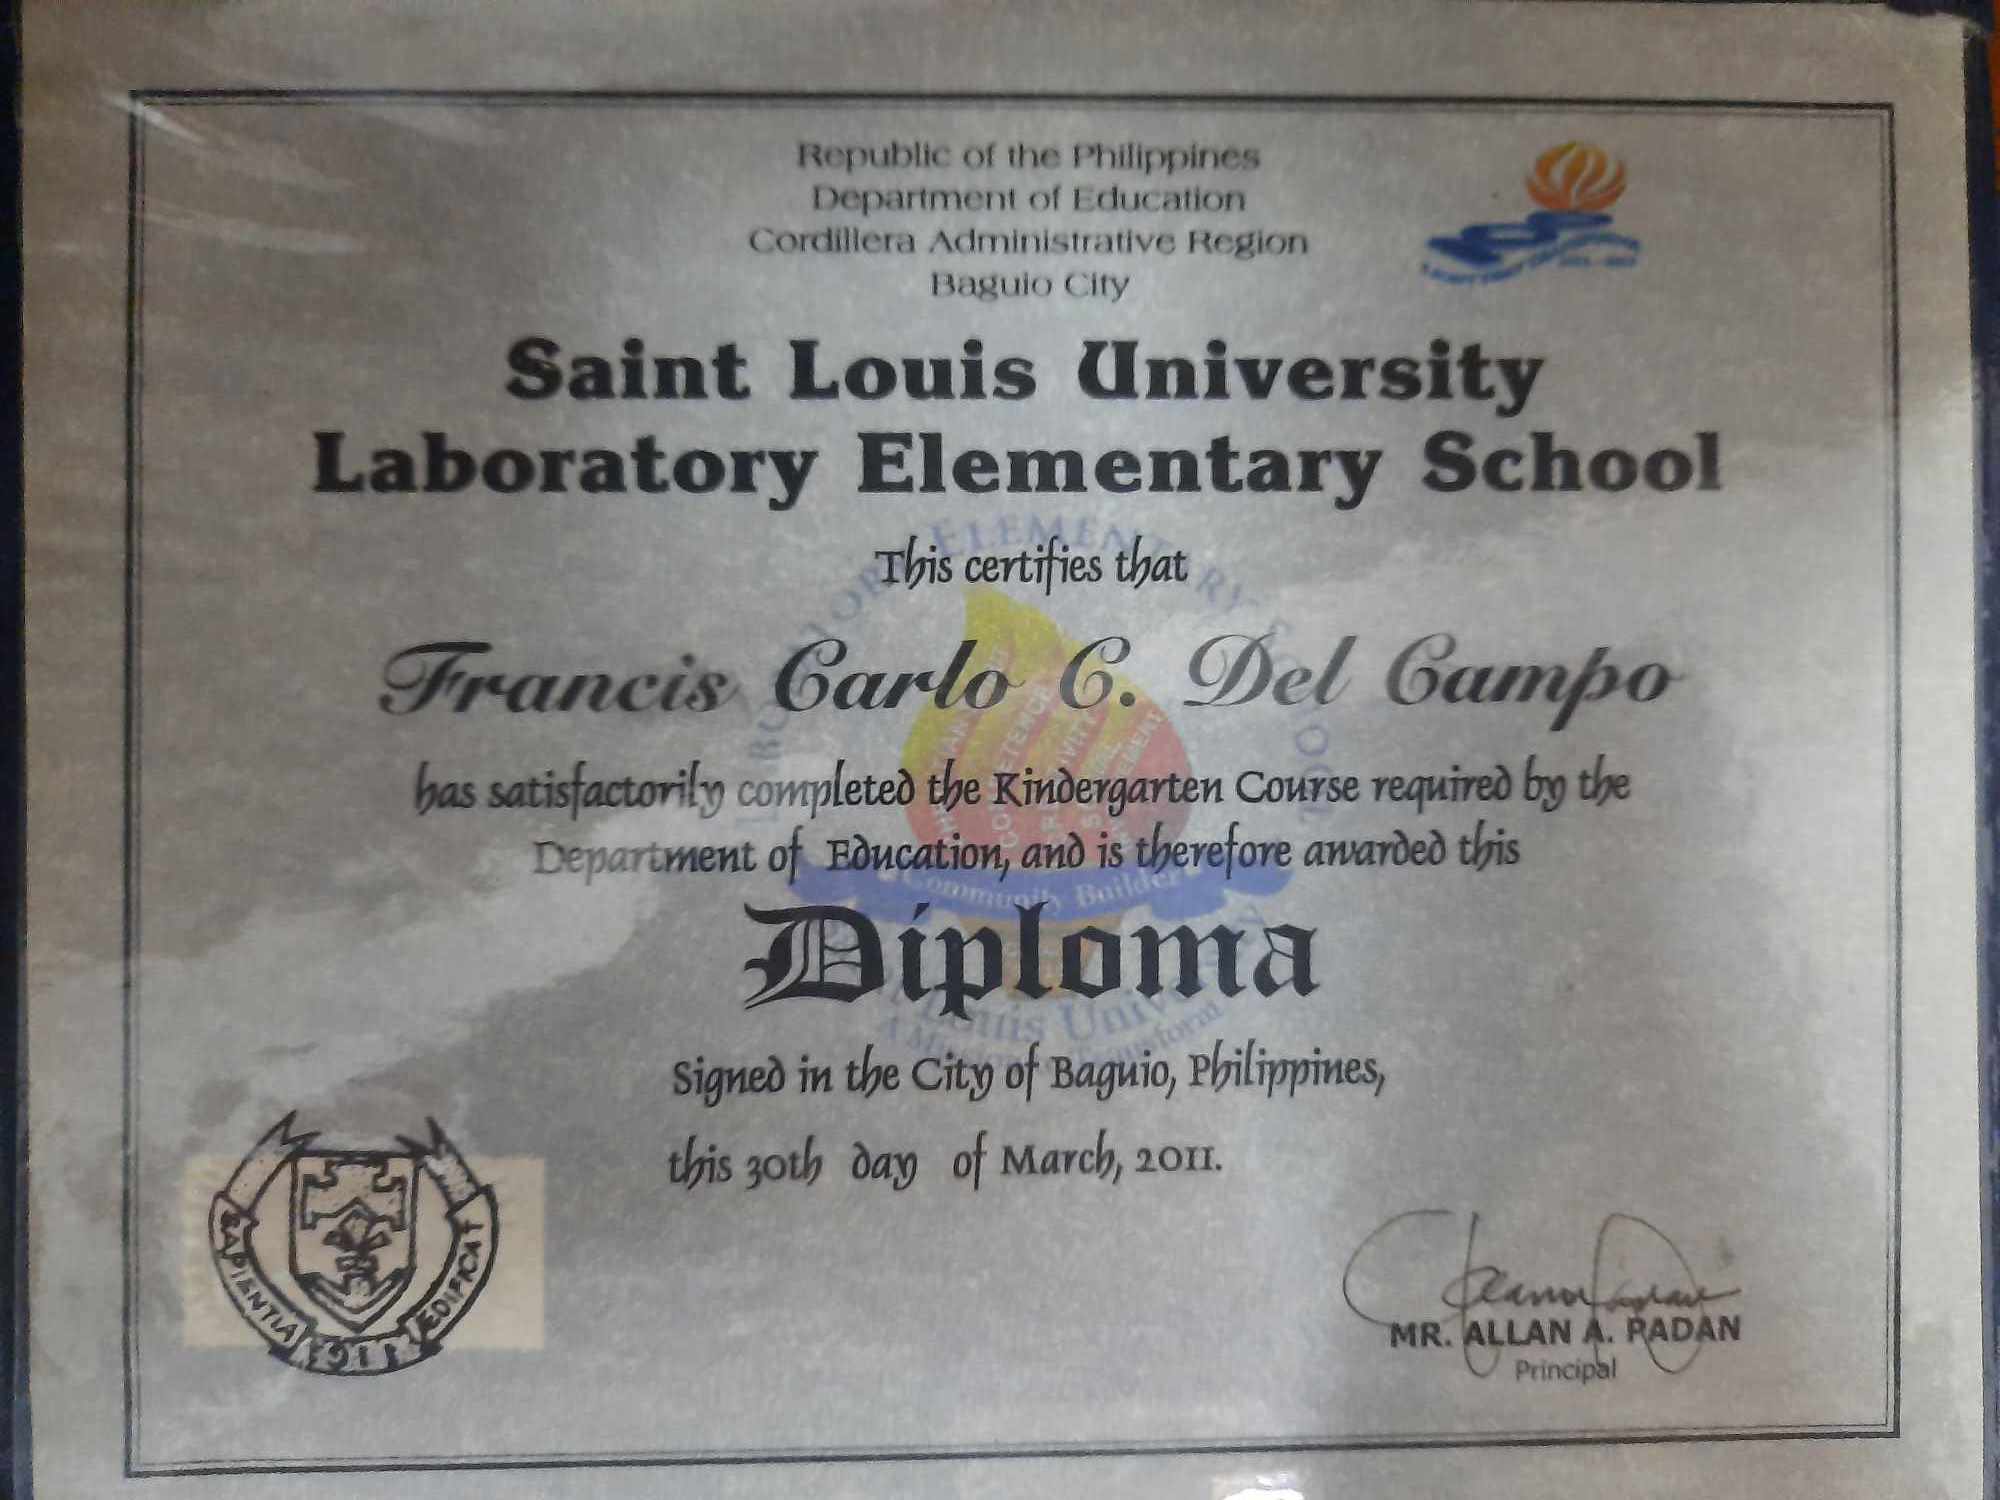 Republic of the Philippines
Department of Education
Cordillera Administrative Region
Baguio City
Saint Louis University
Laboratory Elementary School
This certifies that
Francis Carlo C. Del Campo
has satisfactorily completed the Kindergarten Course required by the
Department of Education, and is therefore awarded this
Community Builder
Diploma
Signed in the City of Baguio, Philippines,
this 30th day of March, 2011.
SAPIENTIA
AEDIFICAT
MR. ALLAN A. PADAN
Principal